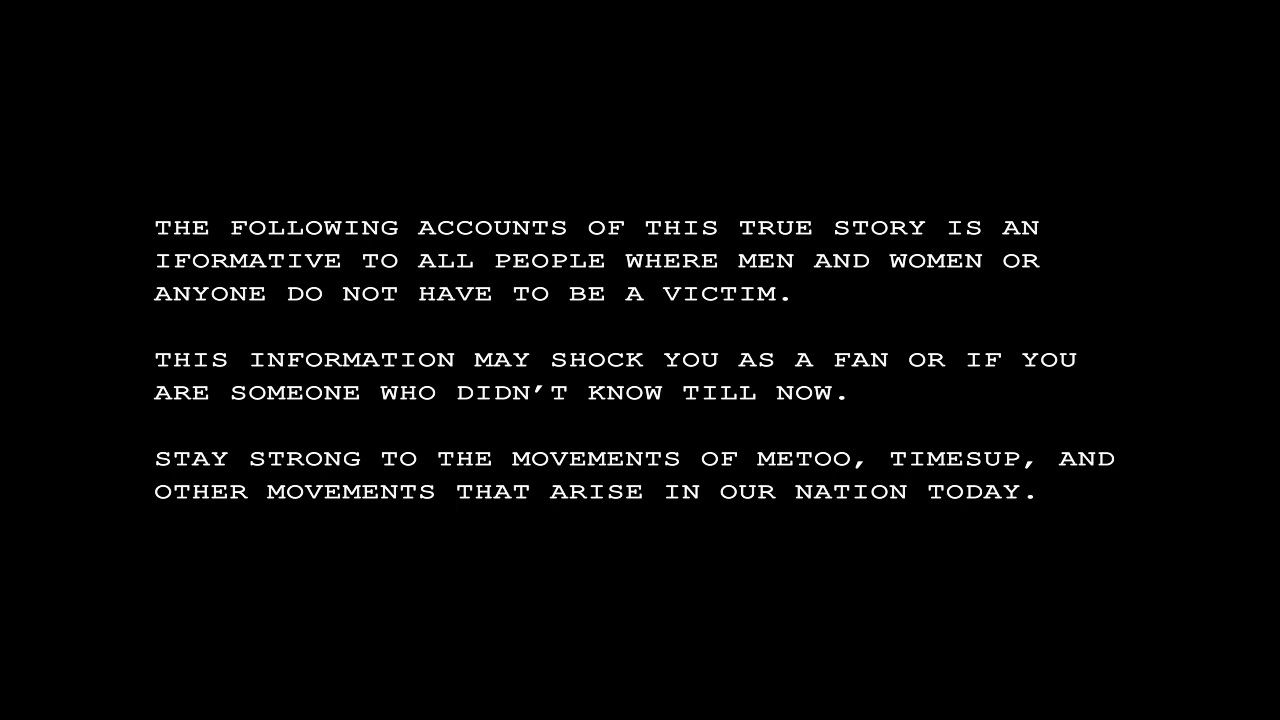 THE FOLLOWING ACCOUNTS OF THIS TRUE STORY IS AN
IFORMATIVE TO ALL PEOPLE WHERE MEN AND WOMEN OR
ANYONE DO NOT HAVE TO BE A VICTIM.
THIS INFORMATION MAY SHOCK YOU AS A FAN OR IF YOU
ARE SOMEONE WHO DIDN’T KNOW TILL NOW.
STAY STRONG TO THE MOVEMENTS OF METOO, TIMESUP, AND
OTHER MOVEMENTS THAT ARISE IN OUR NATION TODAY.